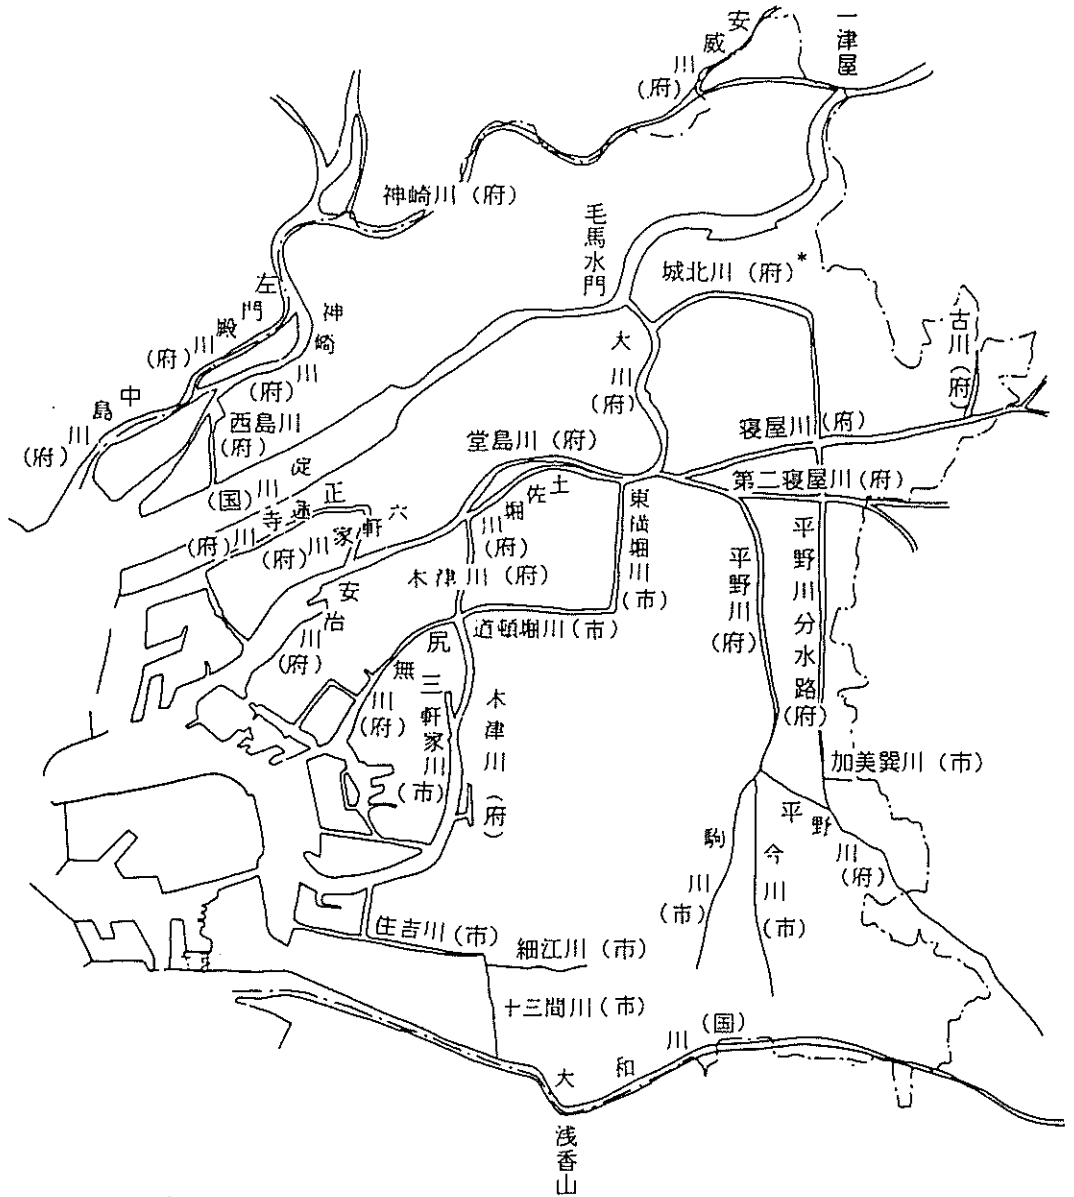 一津屋
安威川(府)
神崎川(府)
毛馬水門
城北川(府)*
左門殿川(府)
神崎川(府)
中島川(府)
西島川(府)
古川(府)
大川(府)
寝屋川(府)
堂島川(府)
第二寝屋川(府)
淀川(国)
正蓮寺川(府)
六軒家川(府)
土佐堀川(府)
東横堀川(市)
平野川(府)
平野川分水路(府)
木津川(府)
安治川(府)
道頓堀川(市)
尻無川(府)
三軒家川(市)
木津川(府)
加美巽川(市)
平野川(府)
駒川(市)
今川(市)
住吉川(市)
細江川(市)
十三間川(市)
大和川(国)
浅香山